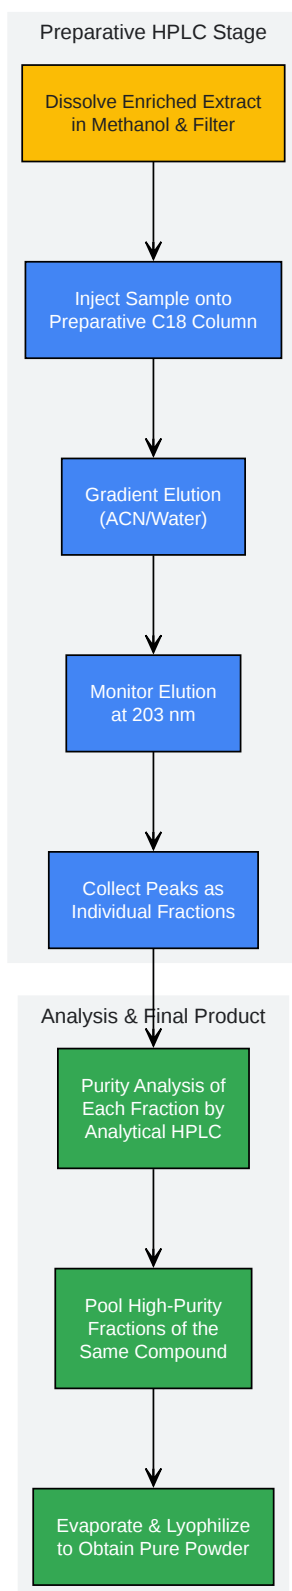 Preparative HPLC Stage
Dissolve Enriched Extract
in Methanol & Filter
Inject Sample onto
Preparative C18 Column
Gradient Elution
(ACN/Water)
Monitor Elution
at 203 nm
Collect Peaks as
Individual Fractions
Analysis & Final Product
Purity Analysis of
Each Fraction by
Analytical HPLC
Pool High-Purity
Fractions of the
Same Compound
Evaporate & Lyophilize
to Obtain Pure Powder